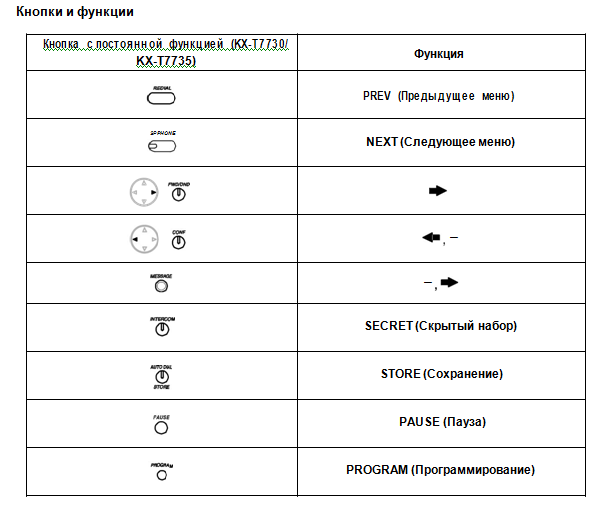 Кнопки и функции
Кнопка с постоянной функцией (KX-T7730/
KX-T7735)
Функция
REDIAL
PREV (Предыдущее меню)
SP-PHONE
NEXT (Следующее меню)
FWD/DND
CONF
, –
MESSAGE
– ,
INTERCOM
SECRET (Скрытый набор)
AUTO DIAL
STORE
STORE (Сохранение)
PAUSE
PAUSE (Пауза)
PROGRAM
PROGRAM (Программирование)